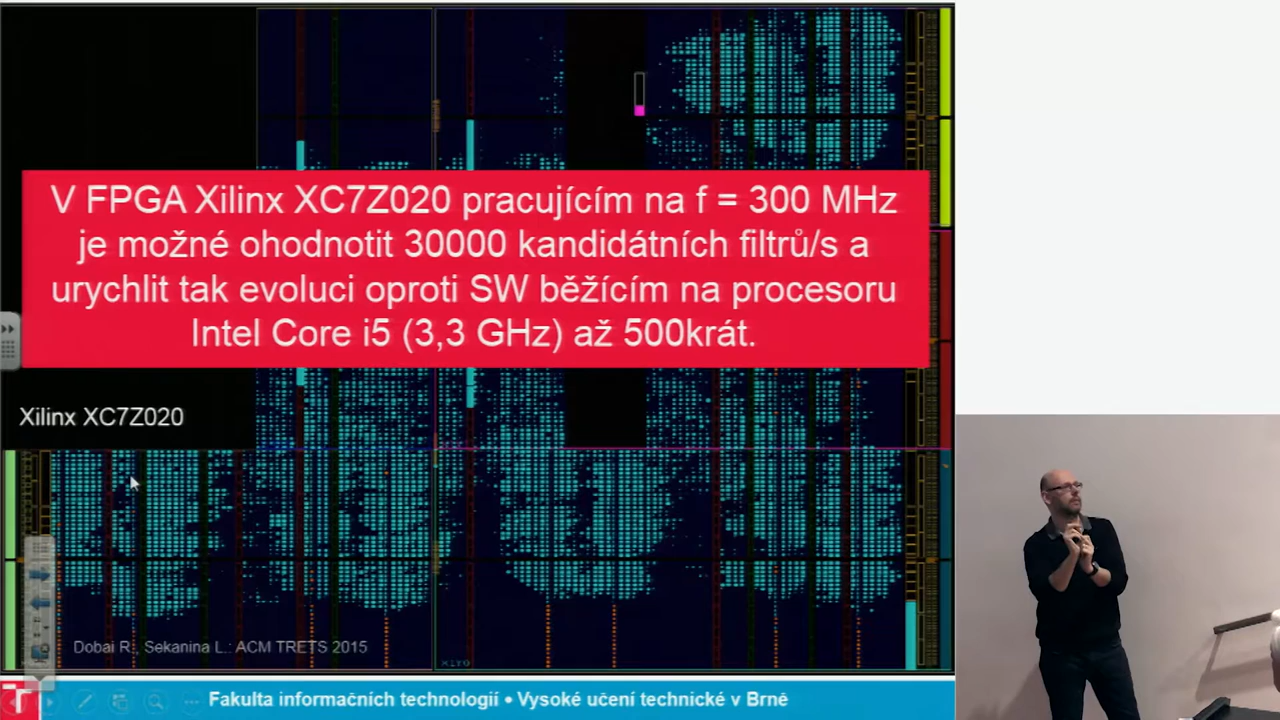 V FPGA Xilinx XC7Z020 pracujícím na f = 300 MHz
je možné ohodnotit 30000 kandidátních filtrů/s a
urychlit tak evoluci oproti SW běžícím na procesoru
Intel Core i5 (3,3 GHz) až 500krát.
Xilinx XC7Z020
Dobai R., Sekanina L.: ACM TRETS 2015
Fakulta informačních technologií • Vysoké učení technické v Brně